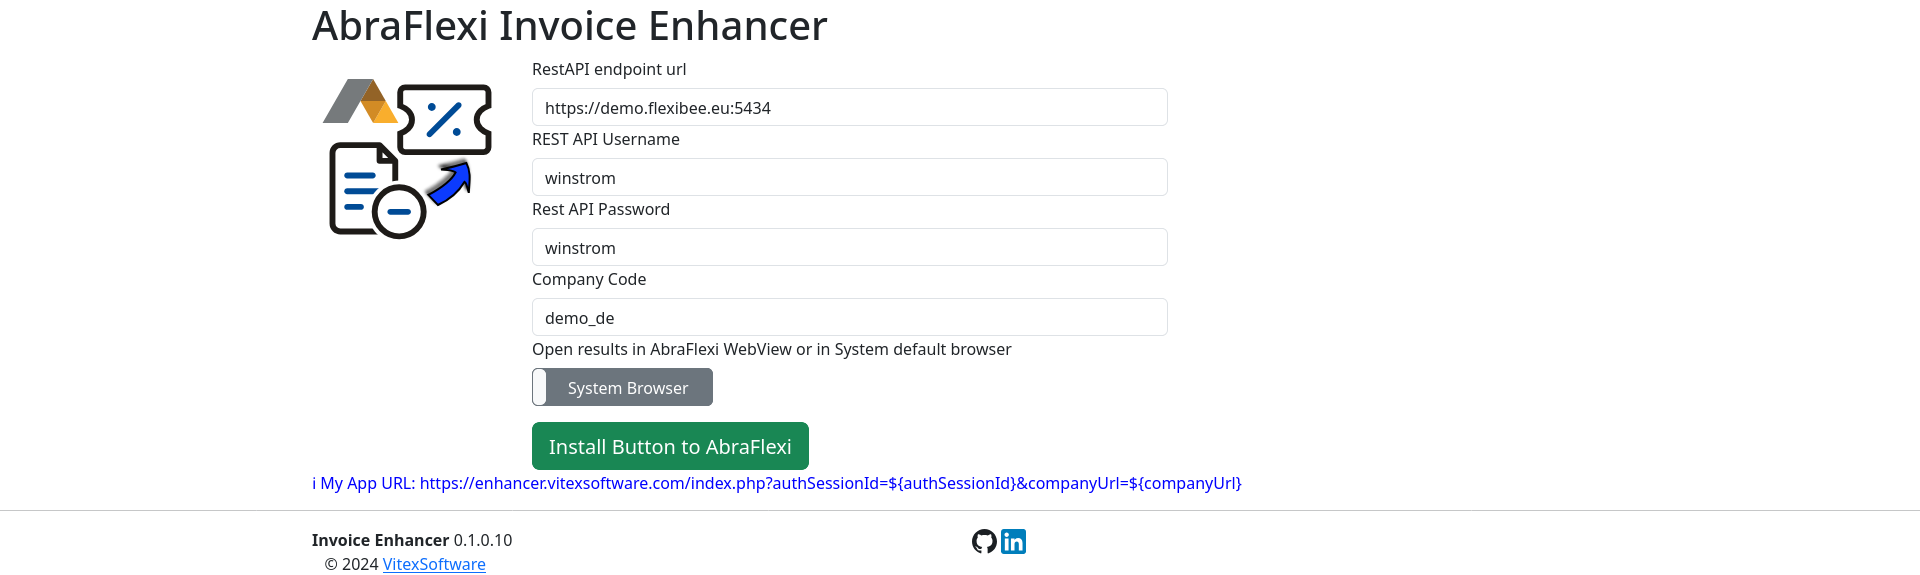 AbraFlexi Invoice Enhancer
RestAPI endpoint url
https://demo.flexibee.eu:5434
REST API Username
winstrom
Rest API Password
winstrom
Company Code
demo_de
Open results in AbraFlexi WebView or in System default browser
System Browser
Install Button to AbraFlexi
i My App URL: https://enhancer.vitexsoftware.com/index.php?authSessionId=${authSessionId}&companyUrl=${companyUrl}
Invoice Enhancer 0.1.0.10
© 2024 VitexSoftware
in